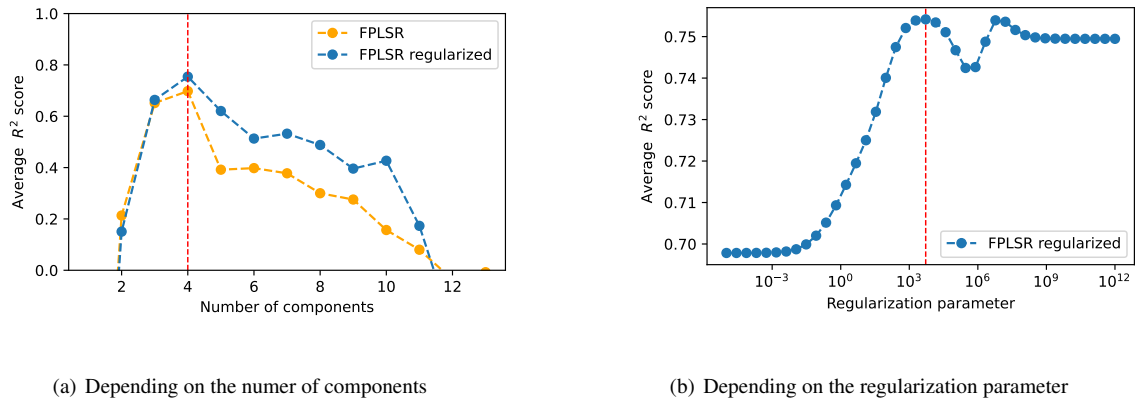 1.0
0.8
0.6
0.4
0.2
0.0
Average R² score
FPLSR
FPLSR regularized
2 4 6 8 10 12
Number of components
(a) Depending on the numer of components
0.75
0.74
0.73
0.72
0.71
0.70
Average R² score
FPLSR regularized
10⁻³ 10⁰ 10³ 10⁶ 10⁹ 10¹²
Regularization parameter
(b) Depending on the regularization parameter